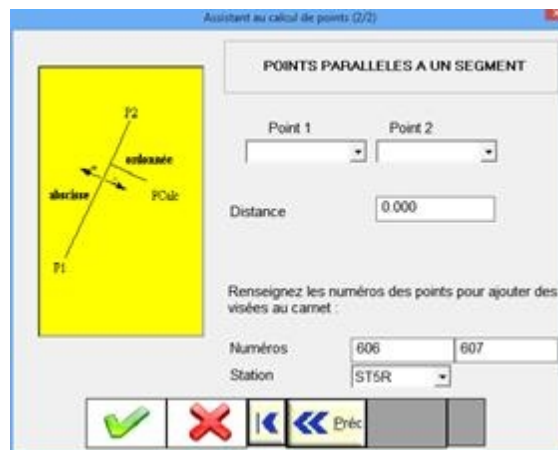 Assistant au calcul de points (2/2)
POINTS PARALLELES A UN SEGMENT
P2
ordonnée
abscisse
PCalc
P1
Point 1 Point 2
Distance 0.000
Renseignez les numéros des points pour ajouter des
visées au carnet :
Numéros 606 607
Station ST5R
Préc